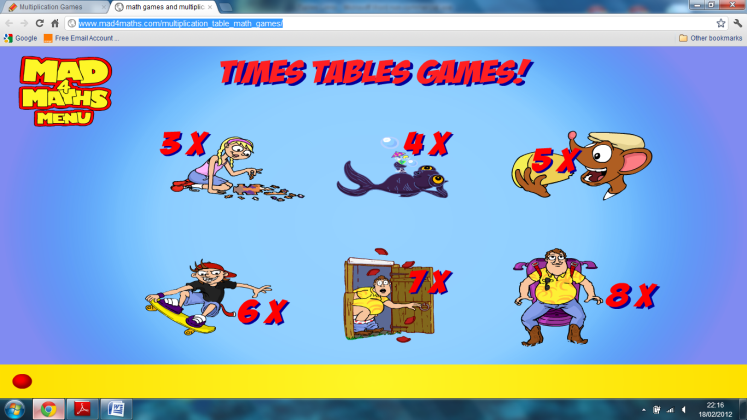 Multiplication Games
math games and multiplic
www.mad4maths.com/multiplication_table_math_games/
Google
Free Email Account ...
Other bookmarks
MAD
4
MATHS
MENU
TIMES TABLES GAMES!
3 X
4 X
5 X
6 X
7 X
8 X
22:16
18/02/2012